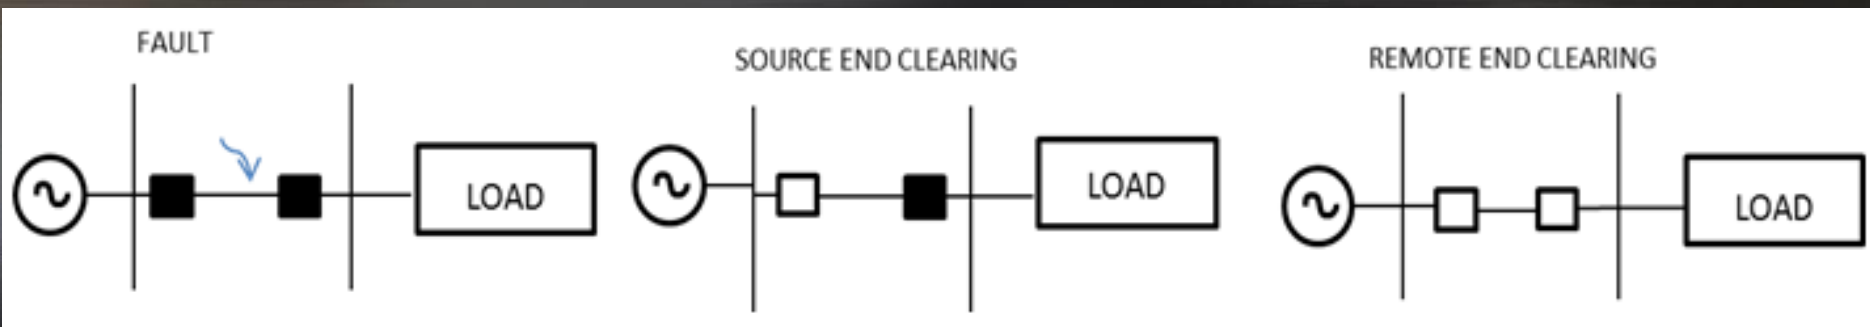 FAULT
SOURCE END CLEARING
REMOTE END CLEARING
LOAD
LOAD
LOAD